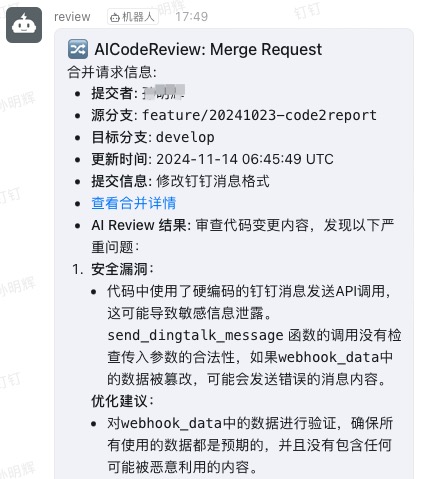 review 机器人 17:49
AICodeReview: Merge Request
合并请求信息:
提交者:
源分支: feature/20241023-code2report
目标分支: develop
更新时间: 2024-11-14 06:45:49 UTC
提交信息: 修改钉钉消息格式
查看合并详情
AI Review 结果: 审查代码变更内容，发现以下严
重问题：
1. 安全漏洞：
代码中使用了硬编码的钉钉消息发送API调用，
这可能导致敏感信息泄露。
send_dingtalk_message 函数的调用没有检
查传入参数的合法性，如果webhook_data中
的数据被篡改，可能会发送错误的消息内容。
优化建议：
对webhook_data中的数据进行验证，确保所
有使用的数据都是预期的，并且没有包含任何
可能被恶意利用的内容。